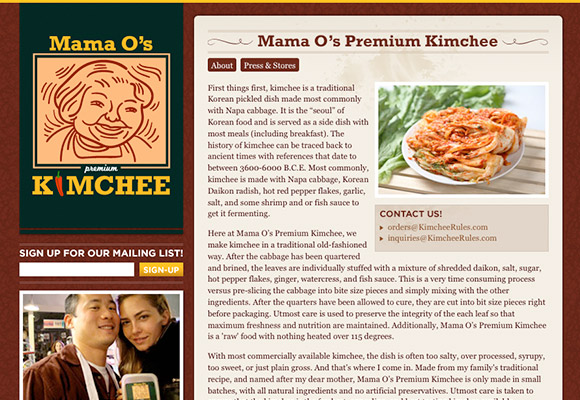 Mama O's
premium
KIMCHEE
SIGN UP FOR OUR MAILING LIST!
SIGN-UP
Mama O's Premium Kimchee
About
Press & Stores
First things first, kimchee is a traditional
Korean pickled dish made most commonly
with Napa cabbage. It is the “seoul” of
Korean food and is served as a side dish with
most meals (including breakfast). The
history of kimchee can be traced back to
ancient times with references that date to
between 3600-6000 B.C.E. Most commonly,
kimchee is made with Napa cabbage, Korean
Daikon radish, hot red pepper flakes, garlic,
salt, and some shrimp and or fish sauce to
get it fermenting.
CONTACT US!
orders@KimcheeRules.com
inquiries@KimcheeRules.com
Here at Mama O's Premium Kimchee, we
make kimchee in a traditional old-fashioned
way. After the cabbage has been quartered
and brined, the leaves are individually stuffed with a mixture of shredded daikon, salt, sugar,
hot pepper flakes, ginger, watercress, and fish sauce. This is a very time consuming process
versus pre-slicing the cabbage into bite size pieces and simply mixing with the other
ingredients. After the quarters have been allowed to cure, they are cut into bit size pieces right
before packaging. Utmost care is used to preserve the integrity of the each leaf so that
maximum freshness and nutrition are maintained. Additionally, Mama O's Premium Kimchee
is a 'raw' food with nothing heated over 115 degrees.
With most commercially available kimchee, the dish is often too salty, over processed, syrupy,
too sweet, or just plain gross. And that's where I come in. Made from my family's traditional
recipe, and named after my dear mother, Mama O's Premium Kimchee is only made in small
batches, with all natural ingredients and no artificial preservatives. Utmost care is taken to